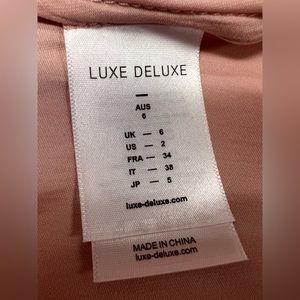 LUXE DELUXE
—
AUS
6
UK — 6
US — 2
FRA — 34
IT — 38
JP — 5
luxe-deluxe.com
MADE IN CHINA
luxe-deluxe.com